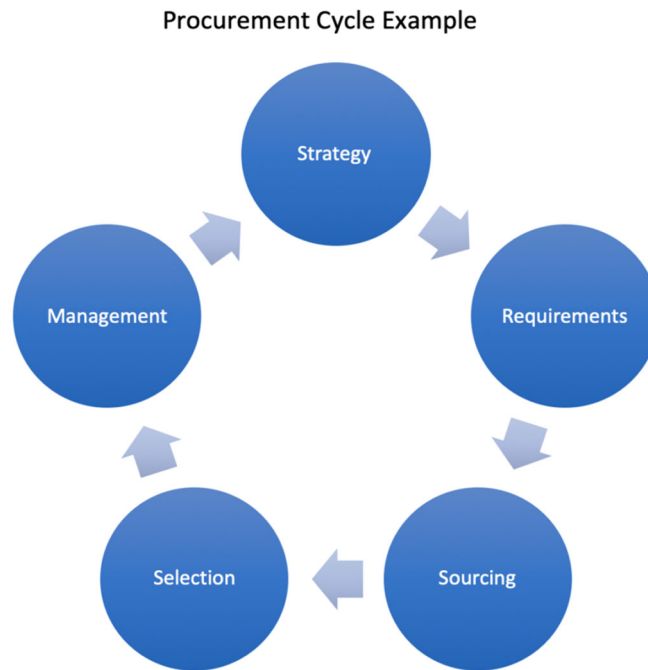 Procurement Cycle Example
Strategy
Requirements
Sourcing
Selection
Management